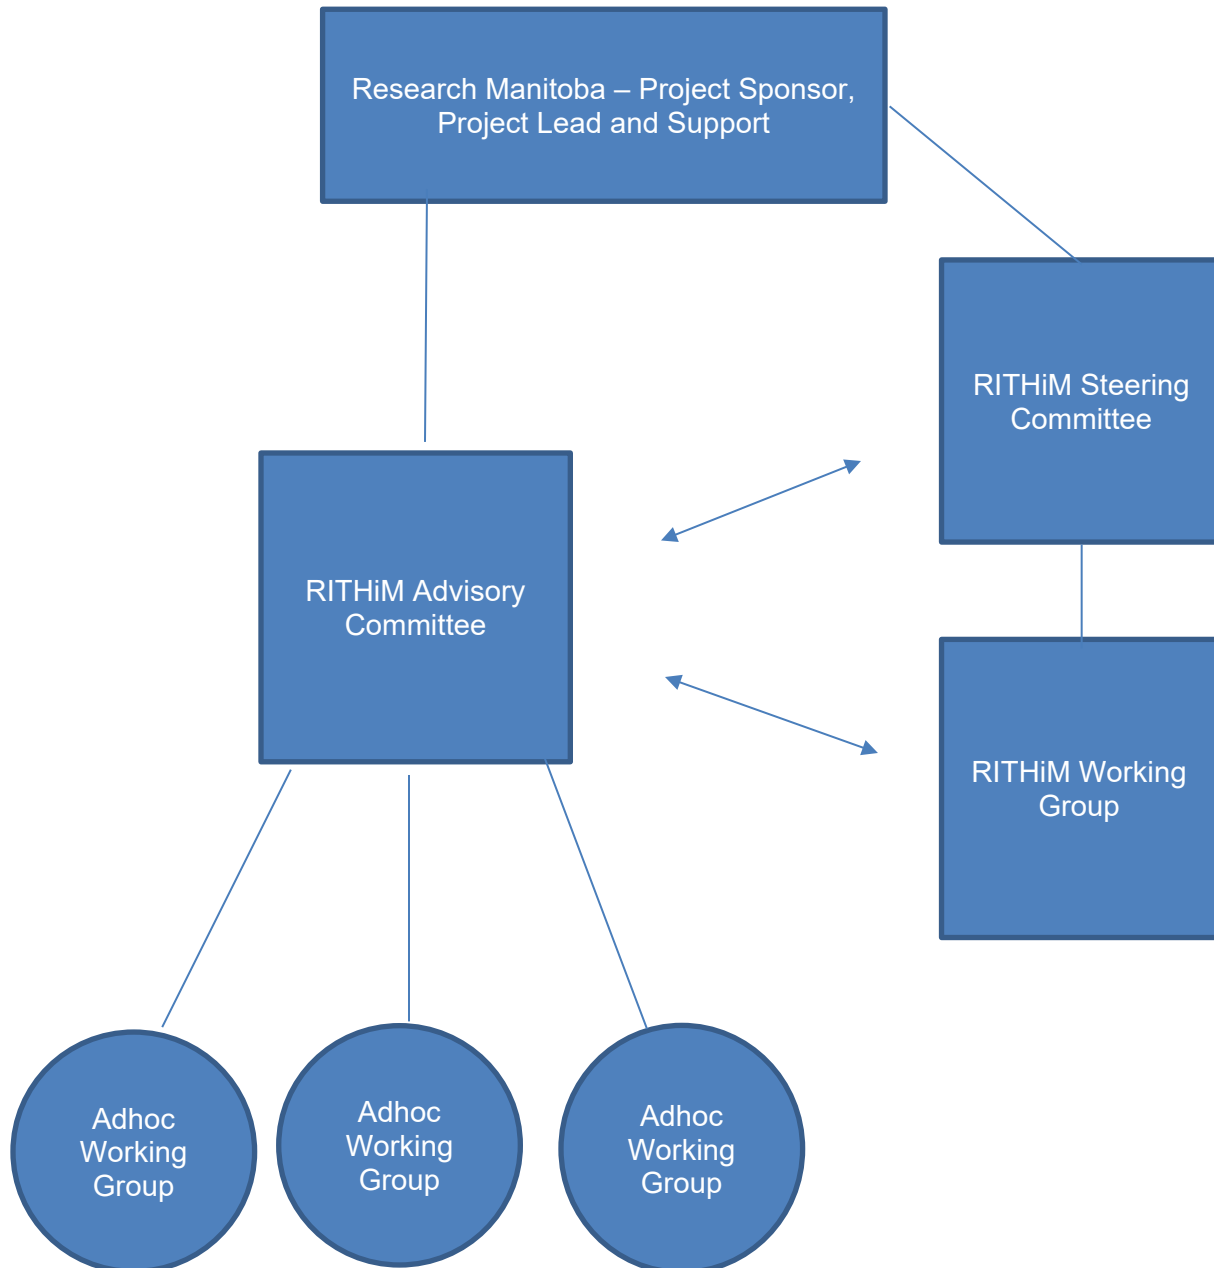 Research Manitoba – Project Sponsor,
Project Lead and Support
RITHiM Steering
Committee
RITHiM Advisory
Committee
RITHiM Working
Group
Adhoc
Working
Group
Adhoc
Working
Group
Adhoc
Working
Group